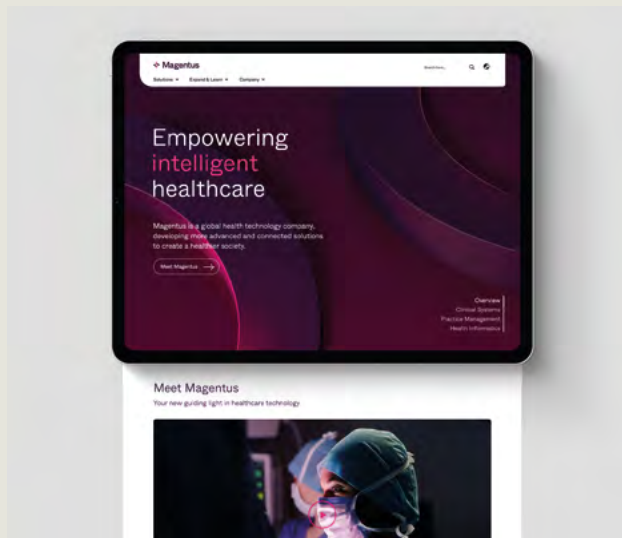 Magentus
Search here...
Solutions Expand & Learn Company
Empowering
intelligent
healthcare
Magentus is a global health technology company,
developing more advanced and connected solutions
to create a healthier society.
Meet Magentus
Overview
Clinical Systems
Practice Management
Health Informatics
Meet Magentus
Your new guiding light in healthcare technology